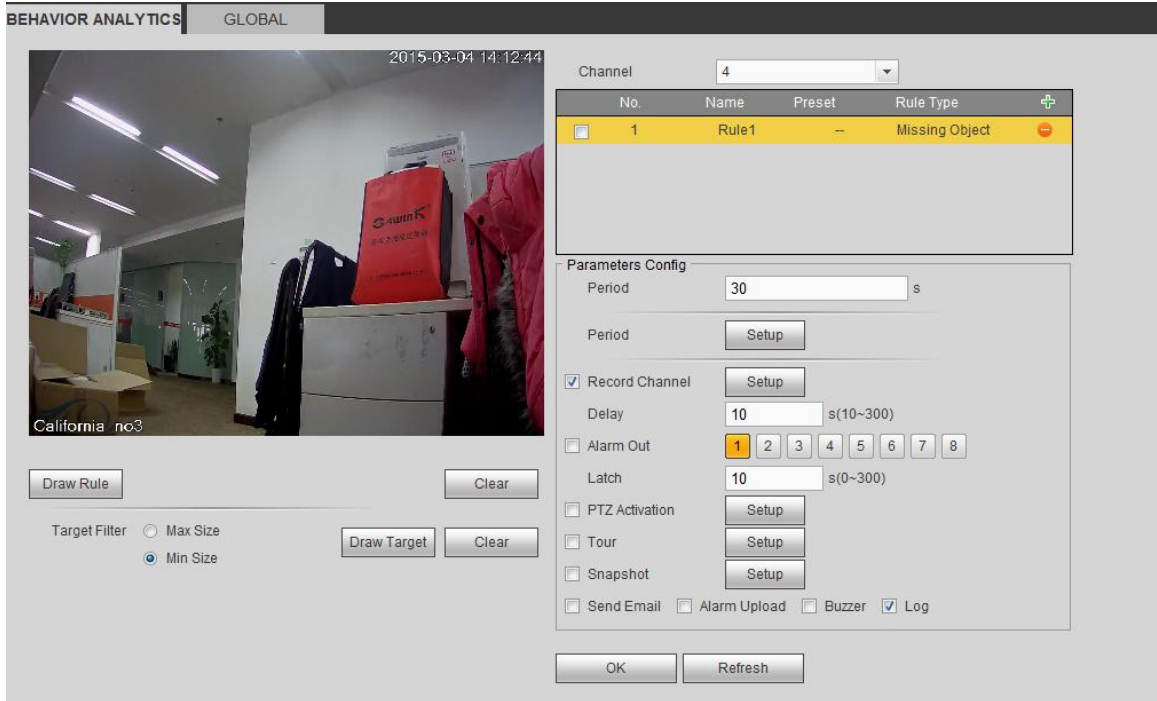 BEHAVIOR ANALYTICS GLOBAL
2015-03-04 14:12:44
SAwinK
California no3
Draw Rule Clear
Target Filter Max Size
Min Size
Draw Target Clear
Channel 4
No. Name Preset Rule Type
1 Rule1 -- Missing Object
Parameters Config
Period 30 s
Period Setup
Record Channel Setup
Delay 10 s(10~300)
Alarm Out 1 2 3 4 5 6 7 8
Latch 10 s(0~300)
PTZ Activation Setup
Tour Setup
Snapshot Setup
Send Email Alarm Upload Buzzer Log
OK Refresh